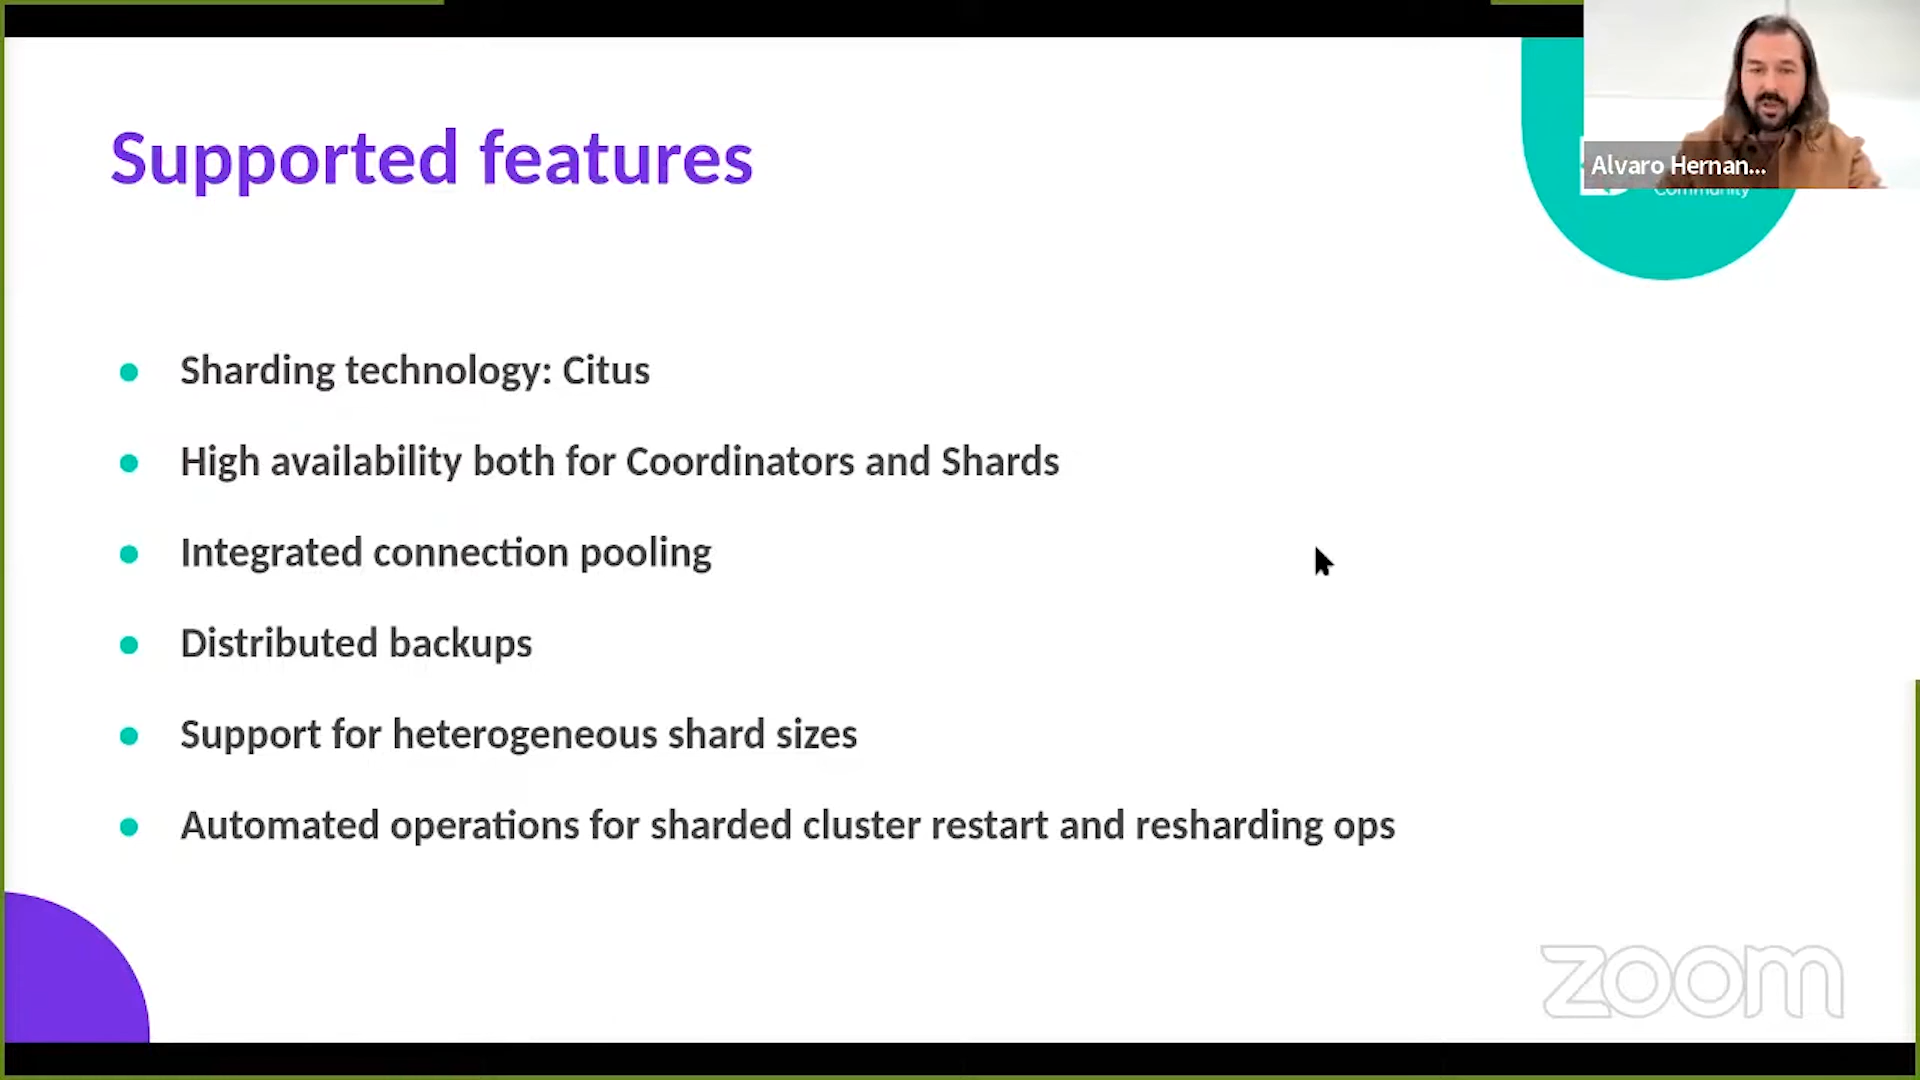 Supported features
Alvaro Hernan...
Community
Sharding technology: Citus
High availability both for Coordinators and Shards
Integrated connection pooling
Distributed backups
Support for heterogeneous shard sizes
Automated operations for sharded cluster restart and resharding ops
zoom